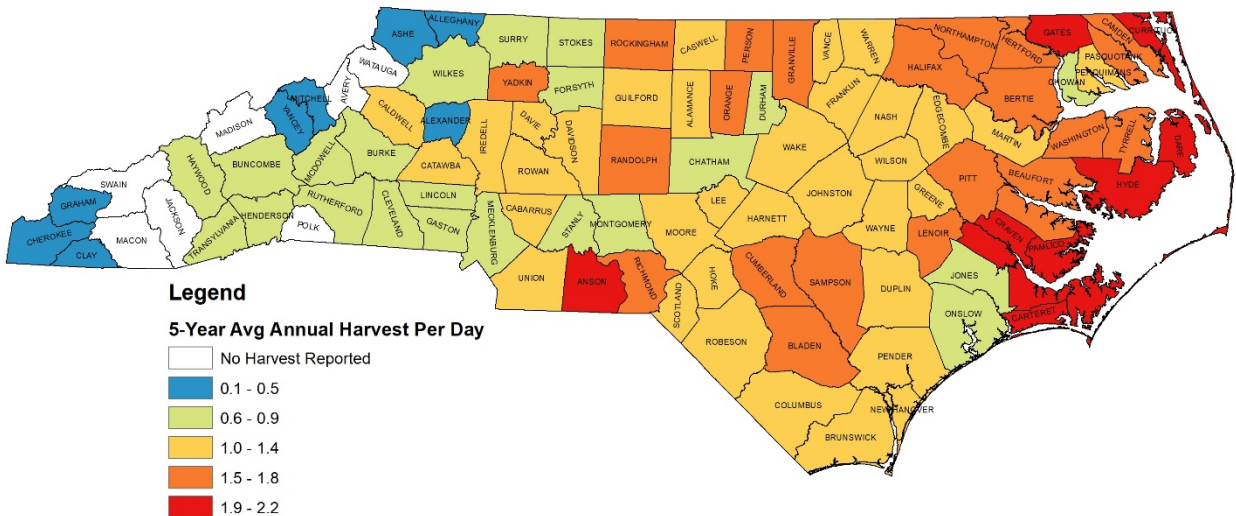 ALLEGHANY
ASHE
SURRY
STOKES
ROCKINGHAM
CASWELL
PERSON
GRANVILLE
VANCE
WARREN
NORTHAMPTON
HERTFORD
GATES
CAMDEN
CURRITUCK
PASQUOTANK
PERQUIMANS
CHOWAN
HALIFAX
BERTIE
WATAUGA
WILKES
YADKIN
FORSYTH
GUILFORD
ALAMANCE
ORANGE
DURHAM
FRANKLIN
NASH
EDGECOMBE
MARTIN
WASHINGTON
TYRRELL
DARE
MITCHELL
AVERY
YANCEY
MADISON
CALDWELL
ALEXANDER
IREDELL
DAVIE
DAVIDSON
RANDOLPH
CHATHAM
WAKE
WILSON
PITT
BEAUFORT
HYDE
HAYWOOD
BUNCOMBE
MCDOWELL
BURKE
CATAWBA
ROWAN
JOHNSTON
GREENE
SWAIN
GRAHAM
JACKSON
RUTHERFORD
CLEVELAND
LINCOLN
GASTON
MECKLENBURG
CABARRUS
STANLY
MONTGOMERY
MOORE
LEE
HARNETT
WAYNE
LENOIR
CRAVEN
PAMLICO
CHEROKEE
MACON
CLAY
TRANSYLVANIA
HENDERSON
POLK
UNION
ANSON
RICHMOND
SCOTLAND
HOKE
CUMBERLAND
SAMPSON
DUPLIN
JONES
ONSLOW
CARTERET
ROBESON
BLADEN
PENDER
COLUMBUS
NEW HANOVER
BRUNSWICK
Legend
5-Year Avg Annual Harvest Per Day
No Harvest Reported
0.1 - 0.5
0.6 - 0.9
1.0 - 1.4
1.5 - 1.8
1.9 - 2.2